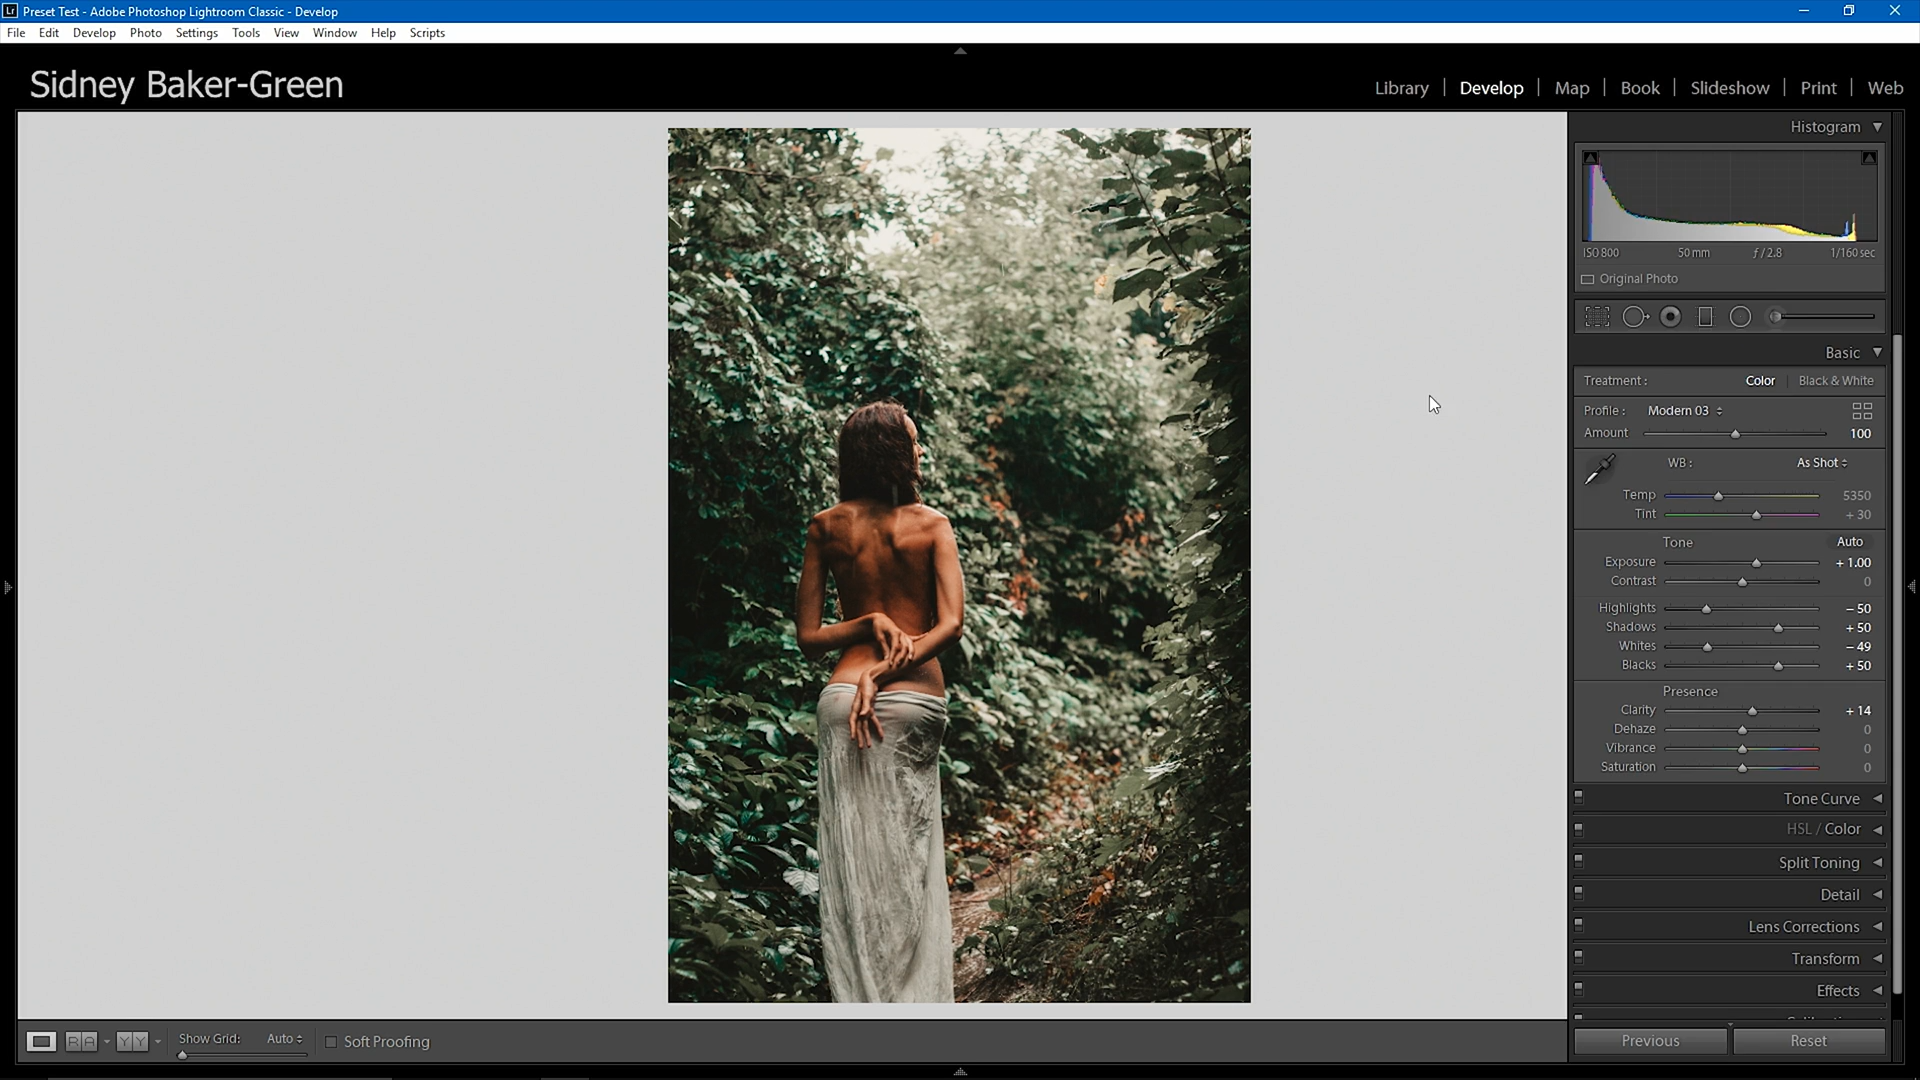 Lr Preset Test - Adobe Photoshop Lightroom Classic - Develop
File Edit Develop Photo Settings Tools View Window Help Scripts
Sidney Baker-Green
Library | Develop | Map | Book | Slideshow | Print | Web
Histogram
ISO 800 50 mm ƒ / 2.8 1/160 sec
Original Photo
Basic
Treatment : Color Black & White
Profile : Modern 03
Amount 100
WB : As Shot
Temp 5350
Tint + 30
Tone Auto
Exposure + 1.00
Contrast 0
Highlights – 50
Shadows + 50
Whites – 49
Blacks + 50
Presence
Clarity + 14
Dehaze 0
Vibrance 0
Saturation 0
Tone Curve
HSL / Color
Split Toning
Detail
Lens Corrections
Transform
Effects
R A Y Y Show Grid: Auto Soft Proofing
Previous Reset